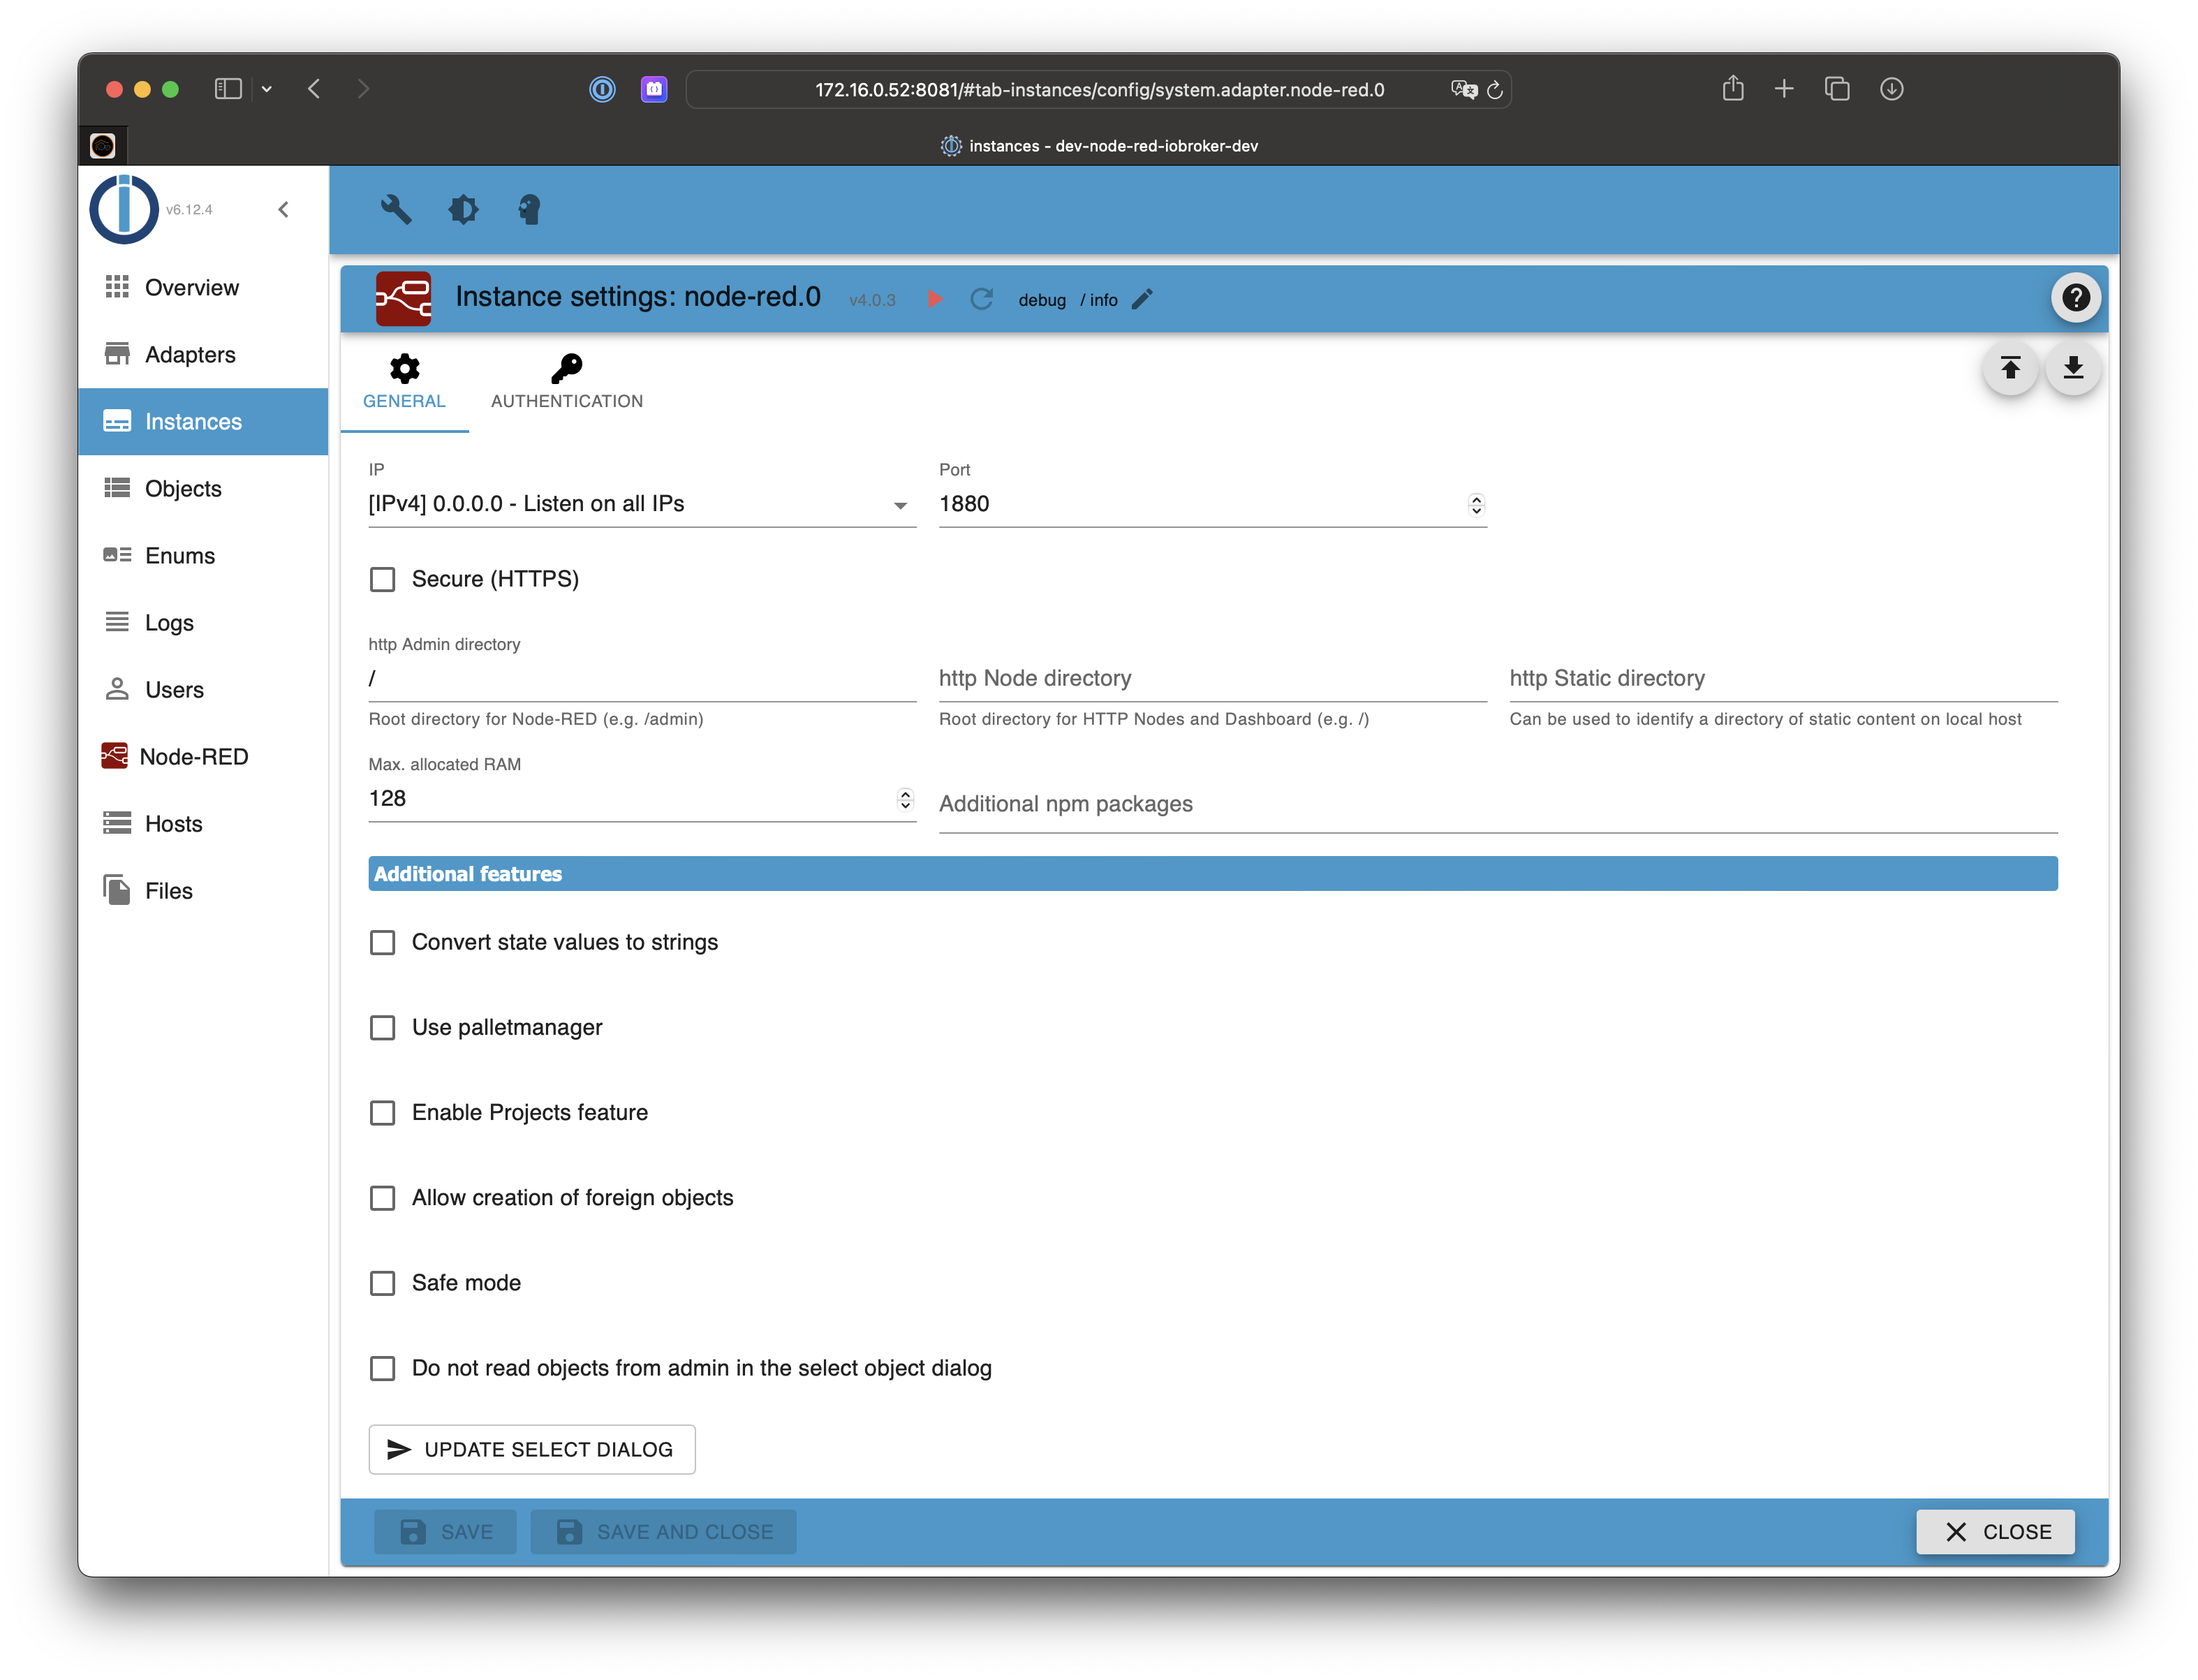 172.16.0.52:8081/#tab-instances/config/system.adapter.node-red.0
instances - dev-node-red-iobroker-dev
v6.12.4
Overview
Adapters
Instances
Objects
Enums
Logs
Users
Node-RED
Hosts
Files
Instance settings: node-red.0 v4.0.3 debug / info
GENERAL AUTHENTICATION
IP Port
[IPv4] 0.0.0.0 - Listen on all IPs 1880
Secure (HTTPS)
http Admin directory
/ http Node directory http Static directory
Root directory for Node-RED (e.g. /admin) Root directory for HTTP Nodes and Dashboard (e.g. /) Can be used to identify a directory of static content on local host
Max. allocated RAM
128 Additional npm packages
Additional features
Convert state values to strings
Use palletmanager
Enable Projects feature
Allow creation of foreign objects
Safe mode
Do not read objects from admin in the select object dialog
UPDATE SELECT DIALOG
SAVE SAVE AND CLOSE CLOSE